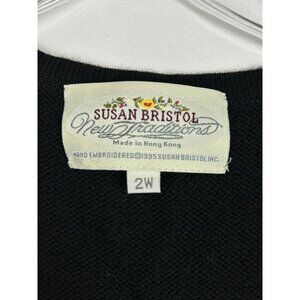 SUSAN BRISTOL
New Traditions
Made in Hong Kong
HAND EMBROIDERED ©1995 SUSAN BRISTOL INC.
2W